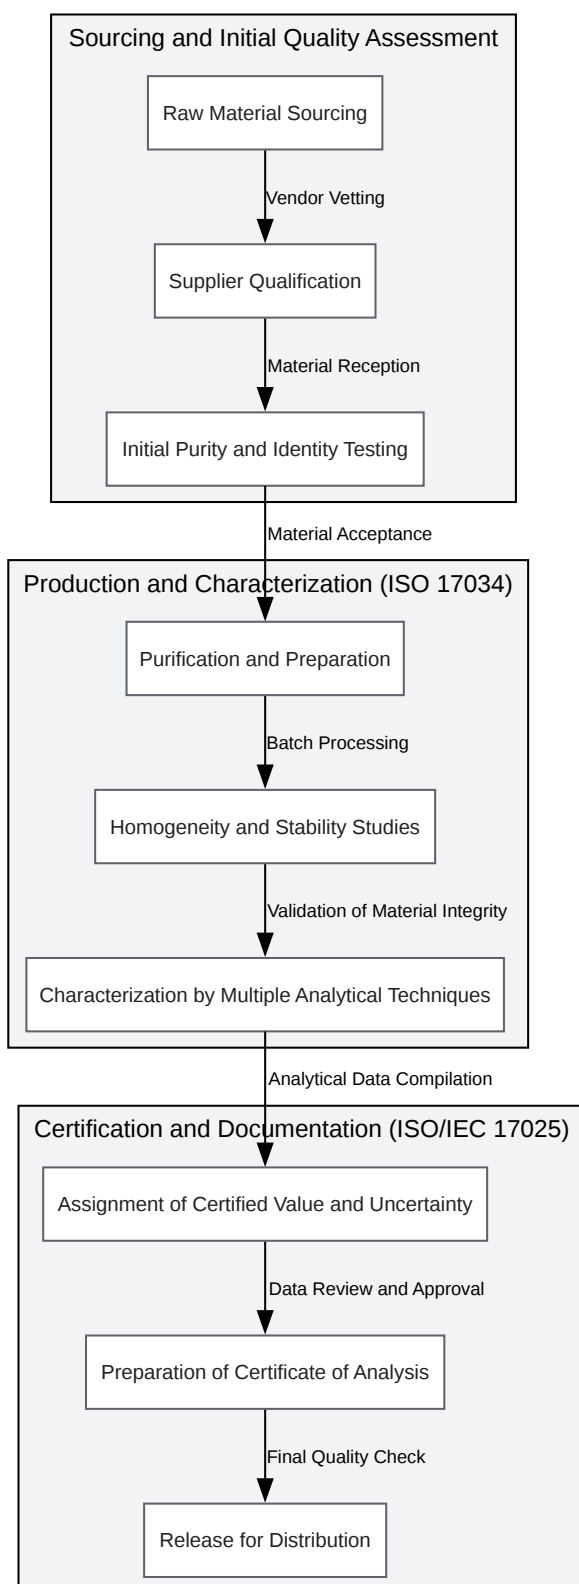 Sourcing and Initial Quality Assessment
Raw Material Sourcing
Vendor Vetting
Supplier Qualification
Material Reception
Initial Purity and Identity Testing
Material Acceptance
Production and Characterization (ISO 17034)
Purification and Preparation
Batch Processing
Homogeneity and Stability Studies
Validation of Material Integrity
Characterization by Multiple Analytical Techniques
Analytical Data Compilation
Certification and Documentation (ISO/IEC 17025)
Assignment of Certified Value and Uncertainty
Data Review and Approval
Preparation of Certificate of Analysis
Final Quality Check
Release for Distribution